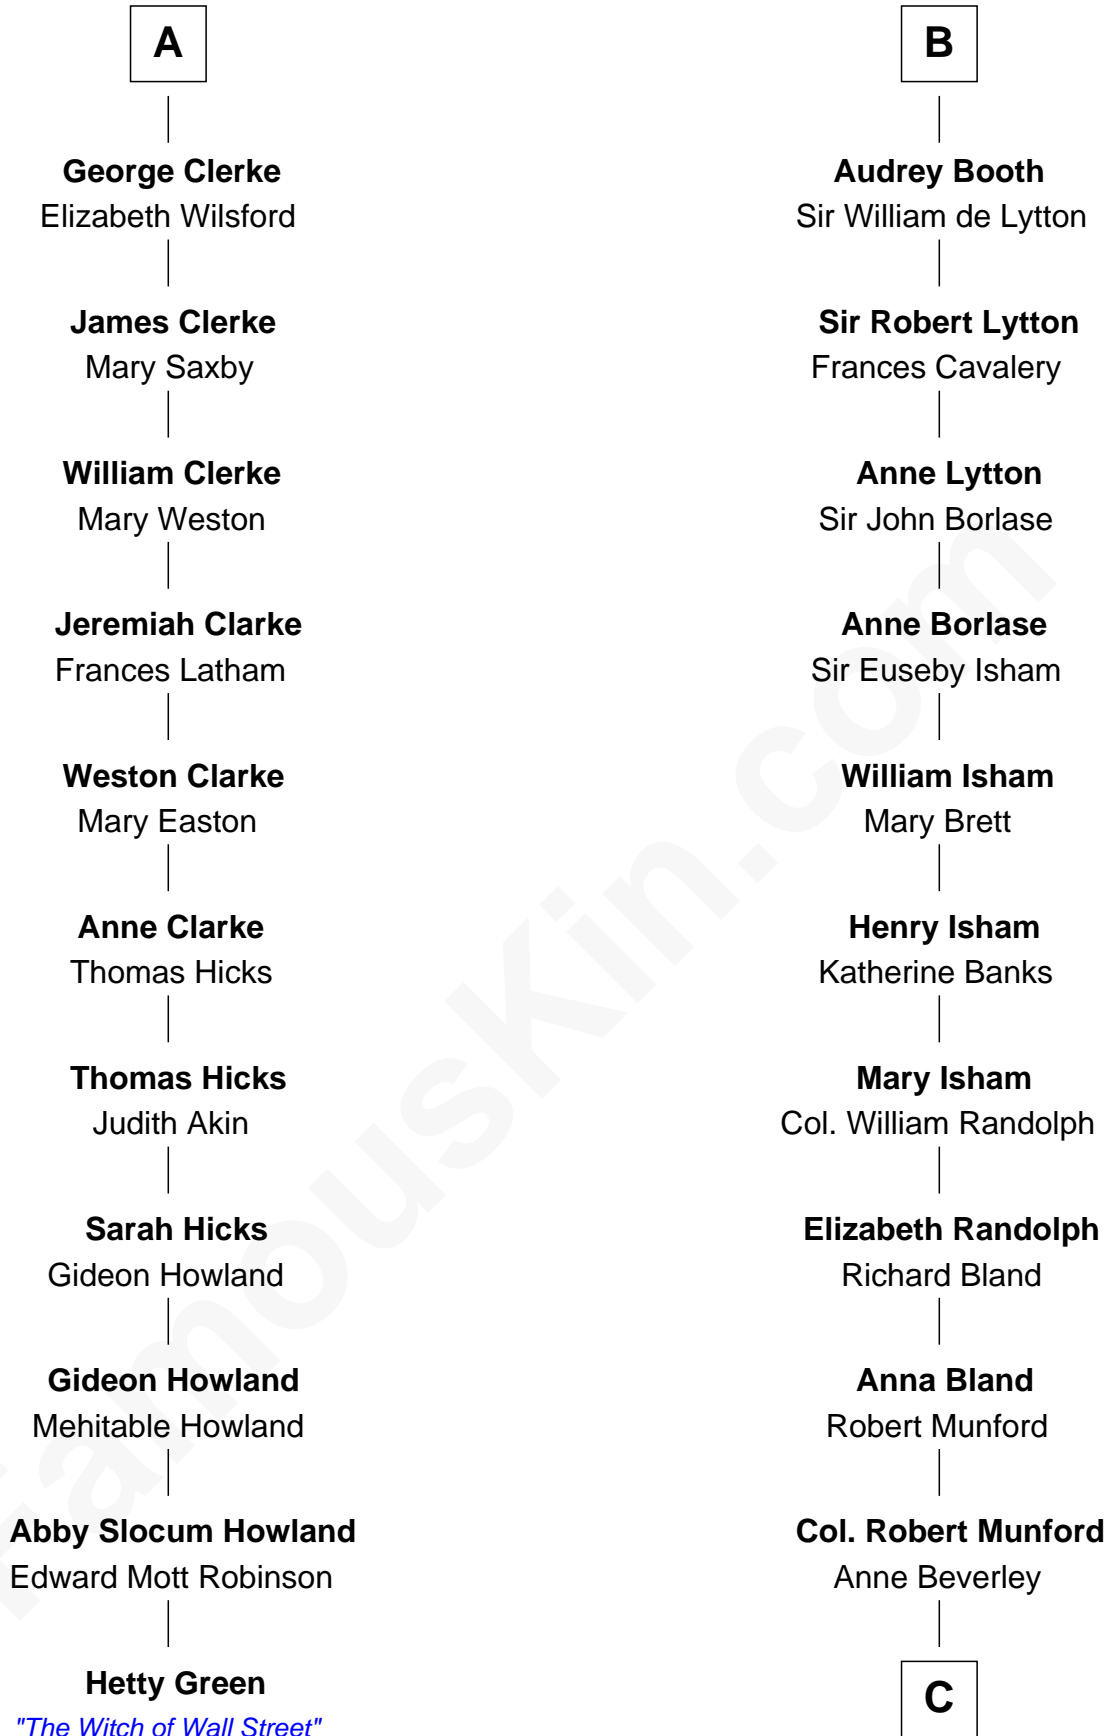 A
George Clerke
Elizabeth Wilsford
James Clerke
Mary Saxby
William Clerke
Mary Weston
Jeremiah Clarke
Frances Latham
Weston Clarke
Mary Easton
Anne Clarke
Thomas Hicks
Thomas Hicks
Judith Akin
Sarah Hicks
Gideon Howland
Gideon Howland
Mehitable Howland
Abby Slocum Howland
Edward Mott Robinson
Hetty Green
"The Witch of Wall Street"
B
Audrey Booth
Sir William de Lytton
Sir Robert Lytton
Frances Cavalery
Anne Lytton
Sir John Borlase
Anne Borlase
Sir Euseby Isham
William Isham
Mary Brett
Henry Isham
Katherine Banks
Mary Isham
Col. William Randolph
Elizabeth Randolph
Richard Bland
Anna Bland
Robert Munford
Col. Robert Munford
Anne Beverley
C
FamousKin.com